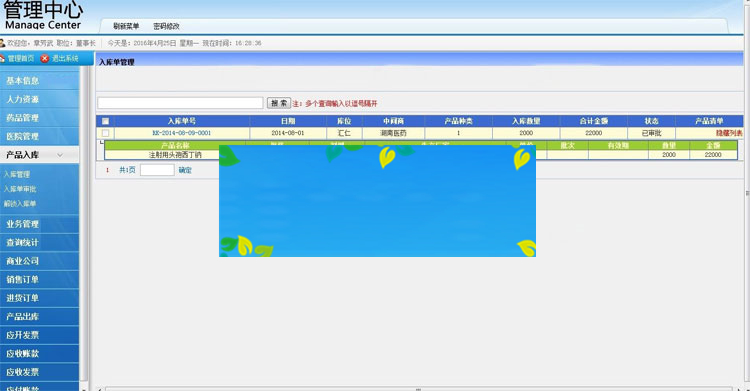 管理中心
Manage Center
刷新菜单 密码修改
欢迎您，章芳武 职位：董事长 今天是：2016年4月25日 星期一 现在时间：16:28:36
管理首页 退出系统
入库单管理
基本信息
人力资源
药品管理
医院管理
产品入库
入库管理
入库单审批
解锁入库单
业务管理
查询统计
商业公司
销售订单
进货订单
产品出库
应开发票
应收账款
应收发票
应付账款
搜 索 注：多个查询输入以逗号隔开
入库单号 日期 库位 中间商 产品种类 入库数量 合计金额 状态 产品清单
RK-2014-08-09-0001 2014-08-01 汇仁 湖南医药 1 2000 22000 已审批 隐藏列表
产品名称 批次 有效期 数量 金额
注射用头孢西丁钠 2000 22000
1 共1页 确定